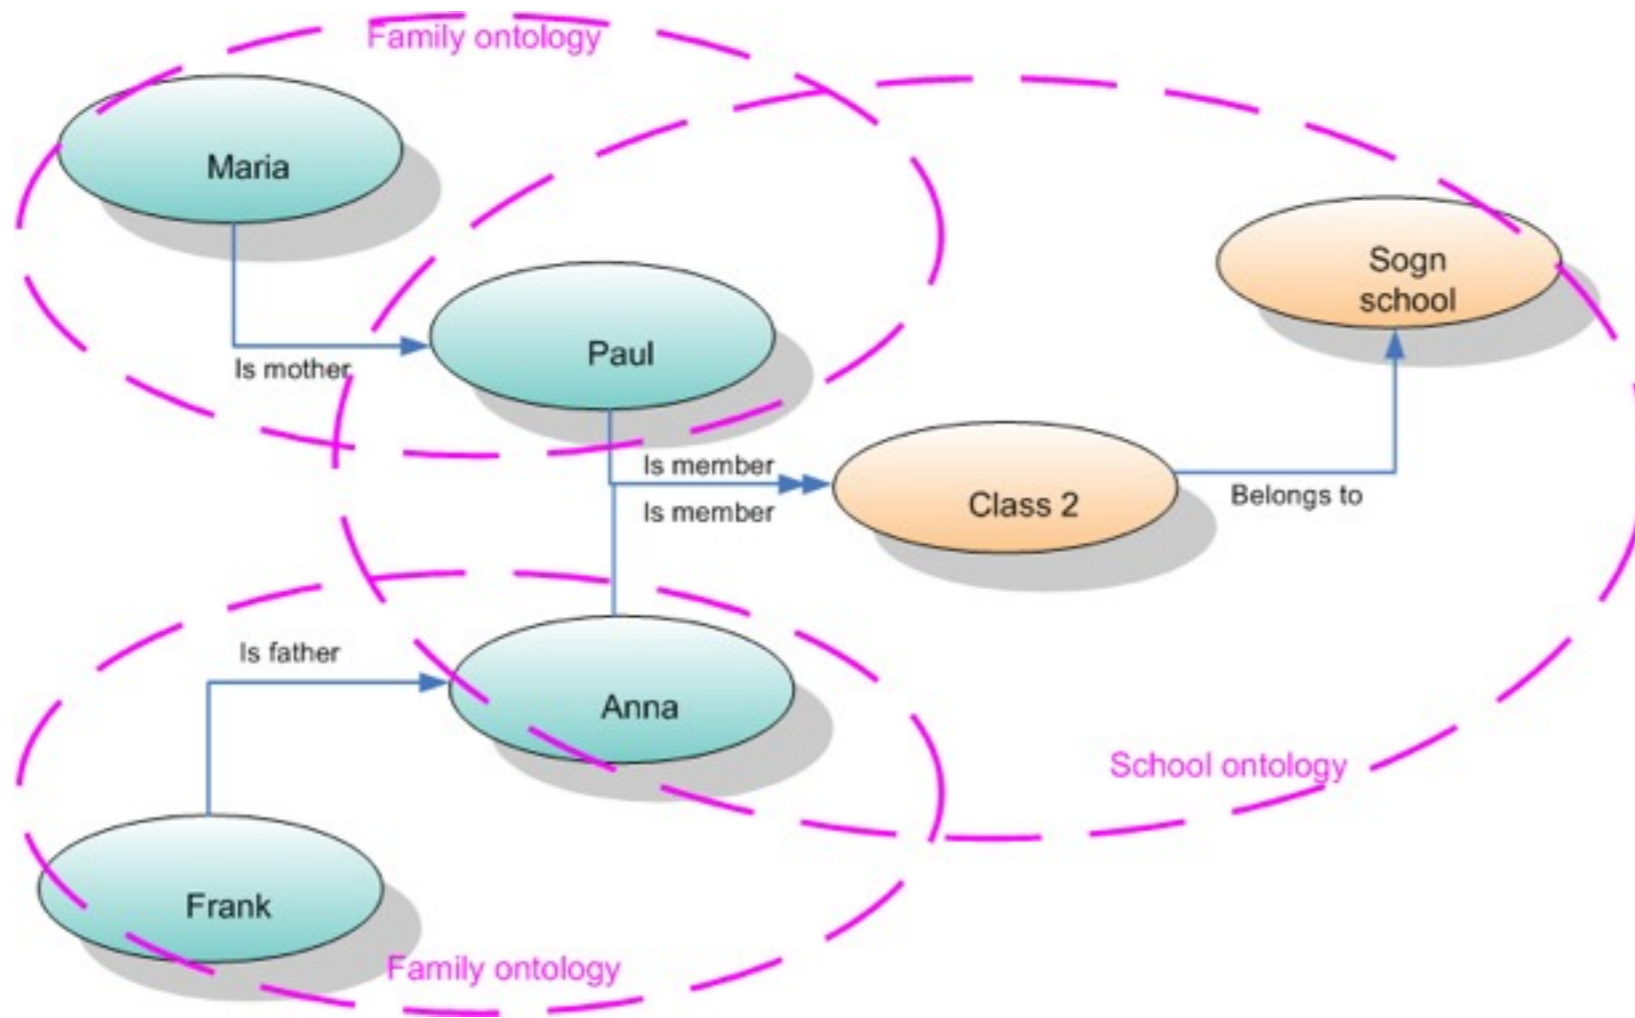 Family ontology
Maria
Sogn
school
Paul
Is mother
Is member
Class 2
Belongs to
Is member
Is father
Anna
School ontology
Frank
Family ontology